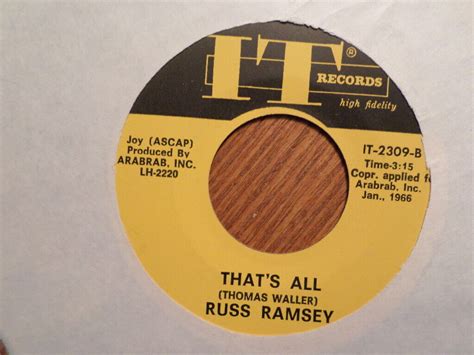 IT®
RECORDS
high fidelity
Joy (ASCAP)
Produced By
ARABRAB, INC.
LH-2220
IT-2309-B
Time-3:15
Copr. applied
Arabrab, Inc.
Jan., 1966
THAT'S ALL
(THOMAS WALLER)
RUSS RAMSEY